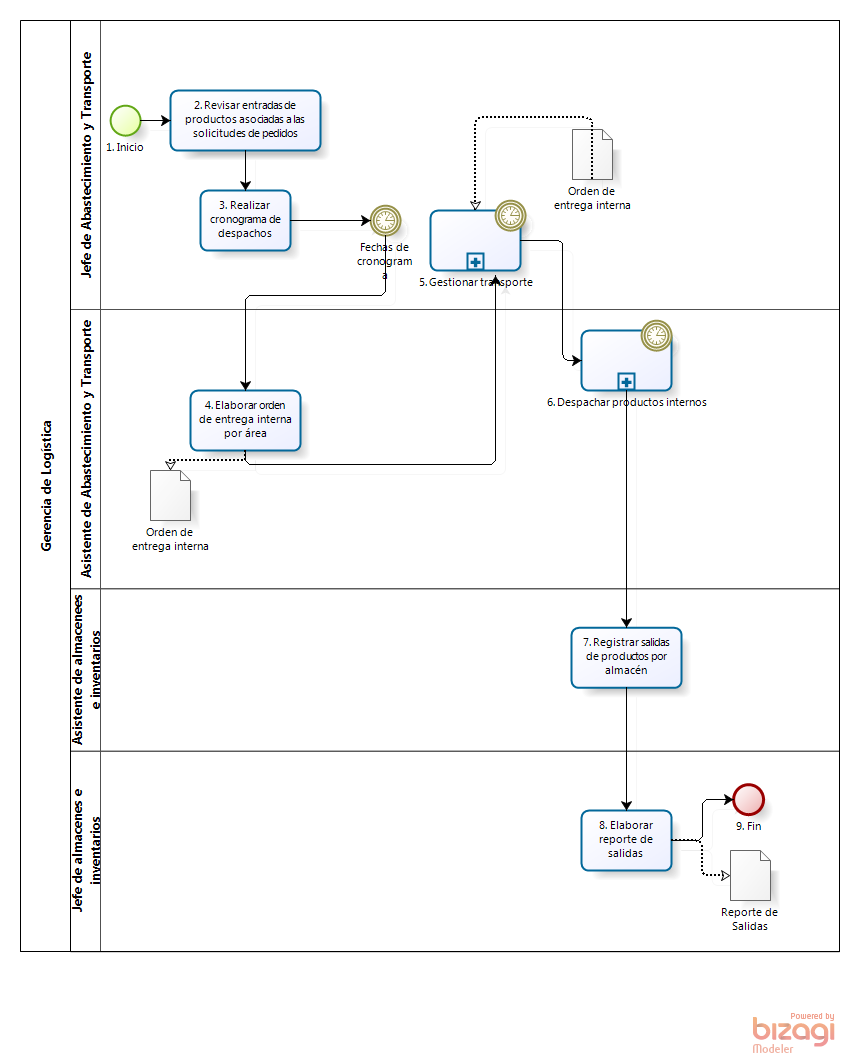 Gerencia de Logística
Jefe de Abastecimiento y Transporte
1. Inicio
2. Revisar entradas de
productos asociadas a las
solicitudes de pedidos
3. Realizar
cronograma de
despachos
Fechas de
cronogram
a
5. Gestionar transporte
Orden de
entrega interna
Asistente de Abastecimiento y Transporte
4. Elaborar orden
de entrega interna
por área
Orden de
entrega interna
6. Despachar productos internos
Asistente de almacenees
e inventarios
7. Registrar salidas
de productos por
almacén
Jefe de almacenes e
inventarios
8. Elaborar
reporte de
salidas
9. Fin
Reporte de
Salidas
Powered by
bizagi
Modeler